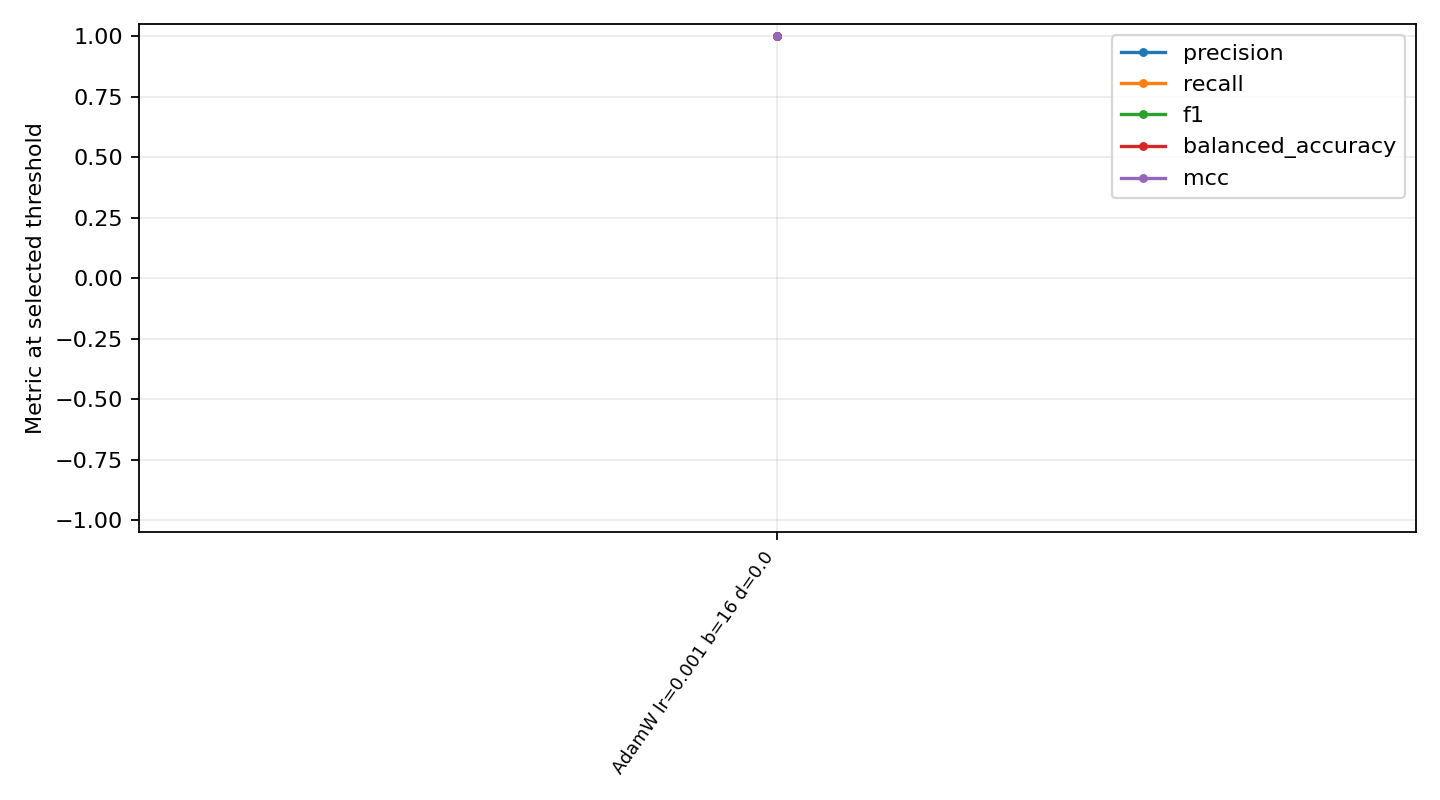 Metric at selected threshold
1.00
0.75
0.50
0.25
0.00
−0.25
−0.50
−0.75
−1.00
precision
recall
f1
balanced_accuracy
mcc
AdamW lr=0.001 b=16 d=0.0